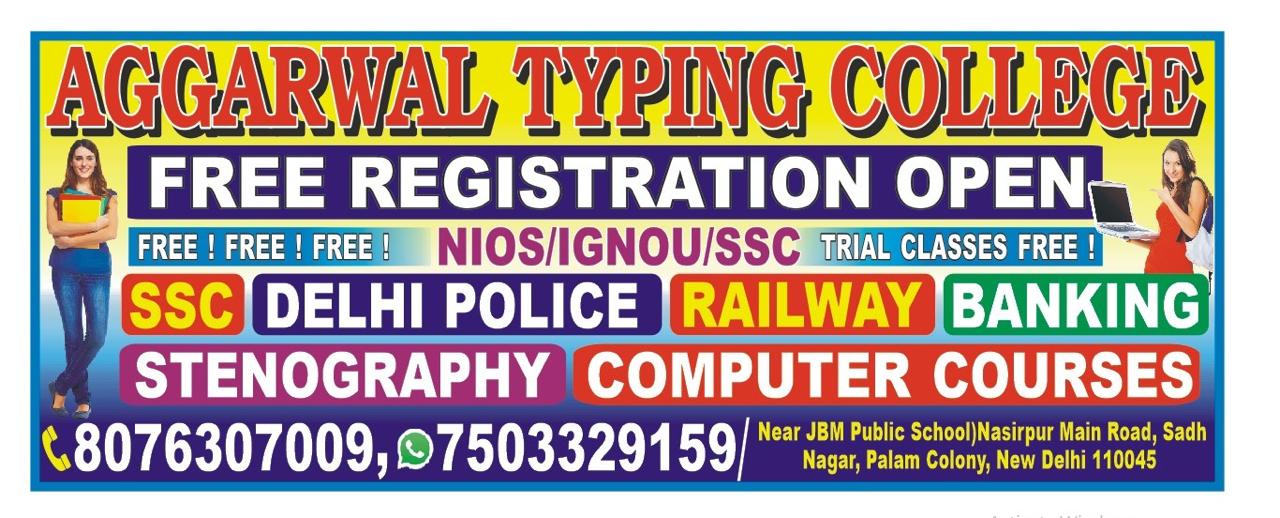 AGGARWAL TYPING COLLEGE
FREE REGISTRATION OPEN
FREE ! FREE ! FREE ! NIOS/IGNOU/SSC TRIAL CLASSES FREE !
SSC DELHI POLICE RAILWAY BANKING
STENOGRAPHY COMPUTER COURSES
8076307009, 7503329159/ Near JBM Public School)Nasirpur Main Road, Sadh
Nagar, Palam Colony, New Delhi 110045